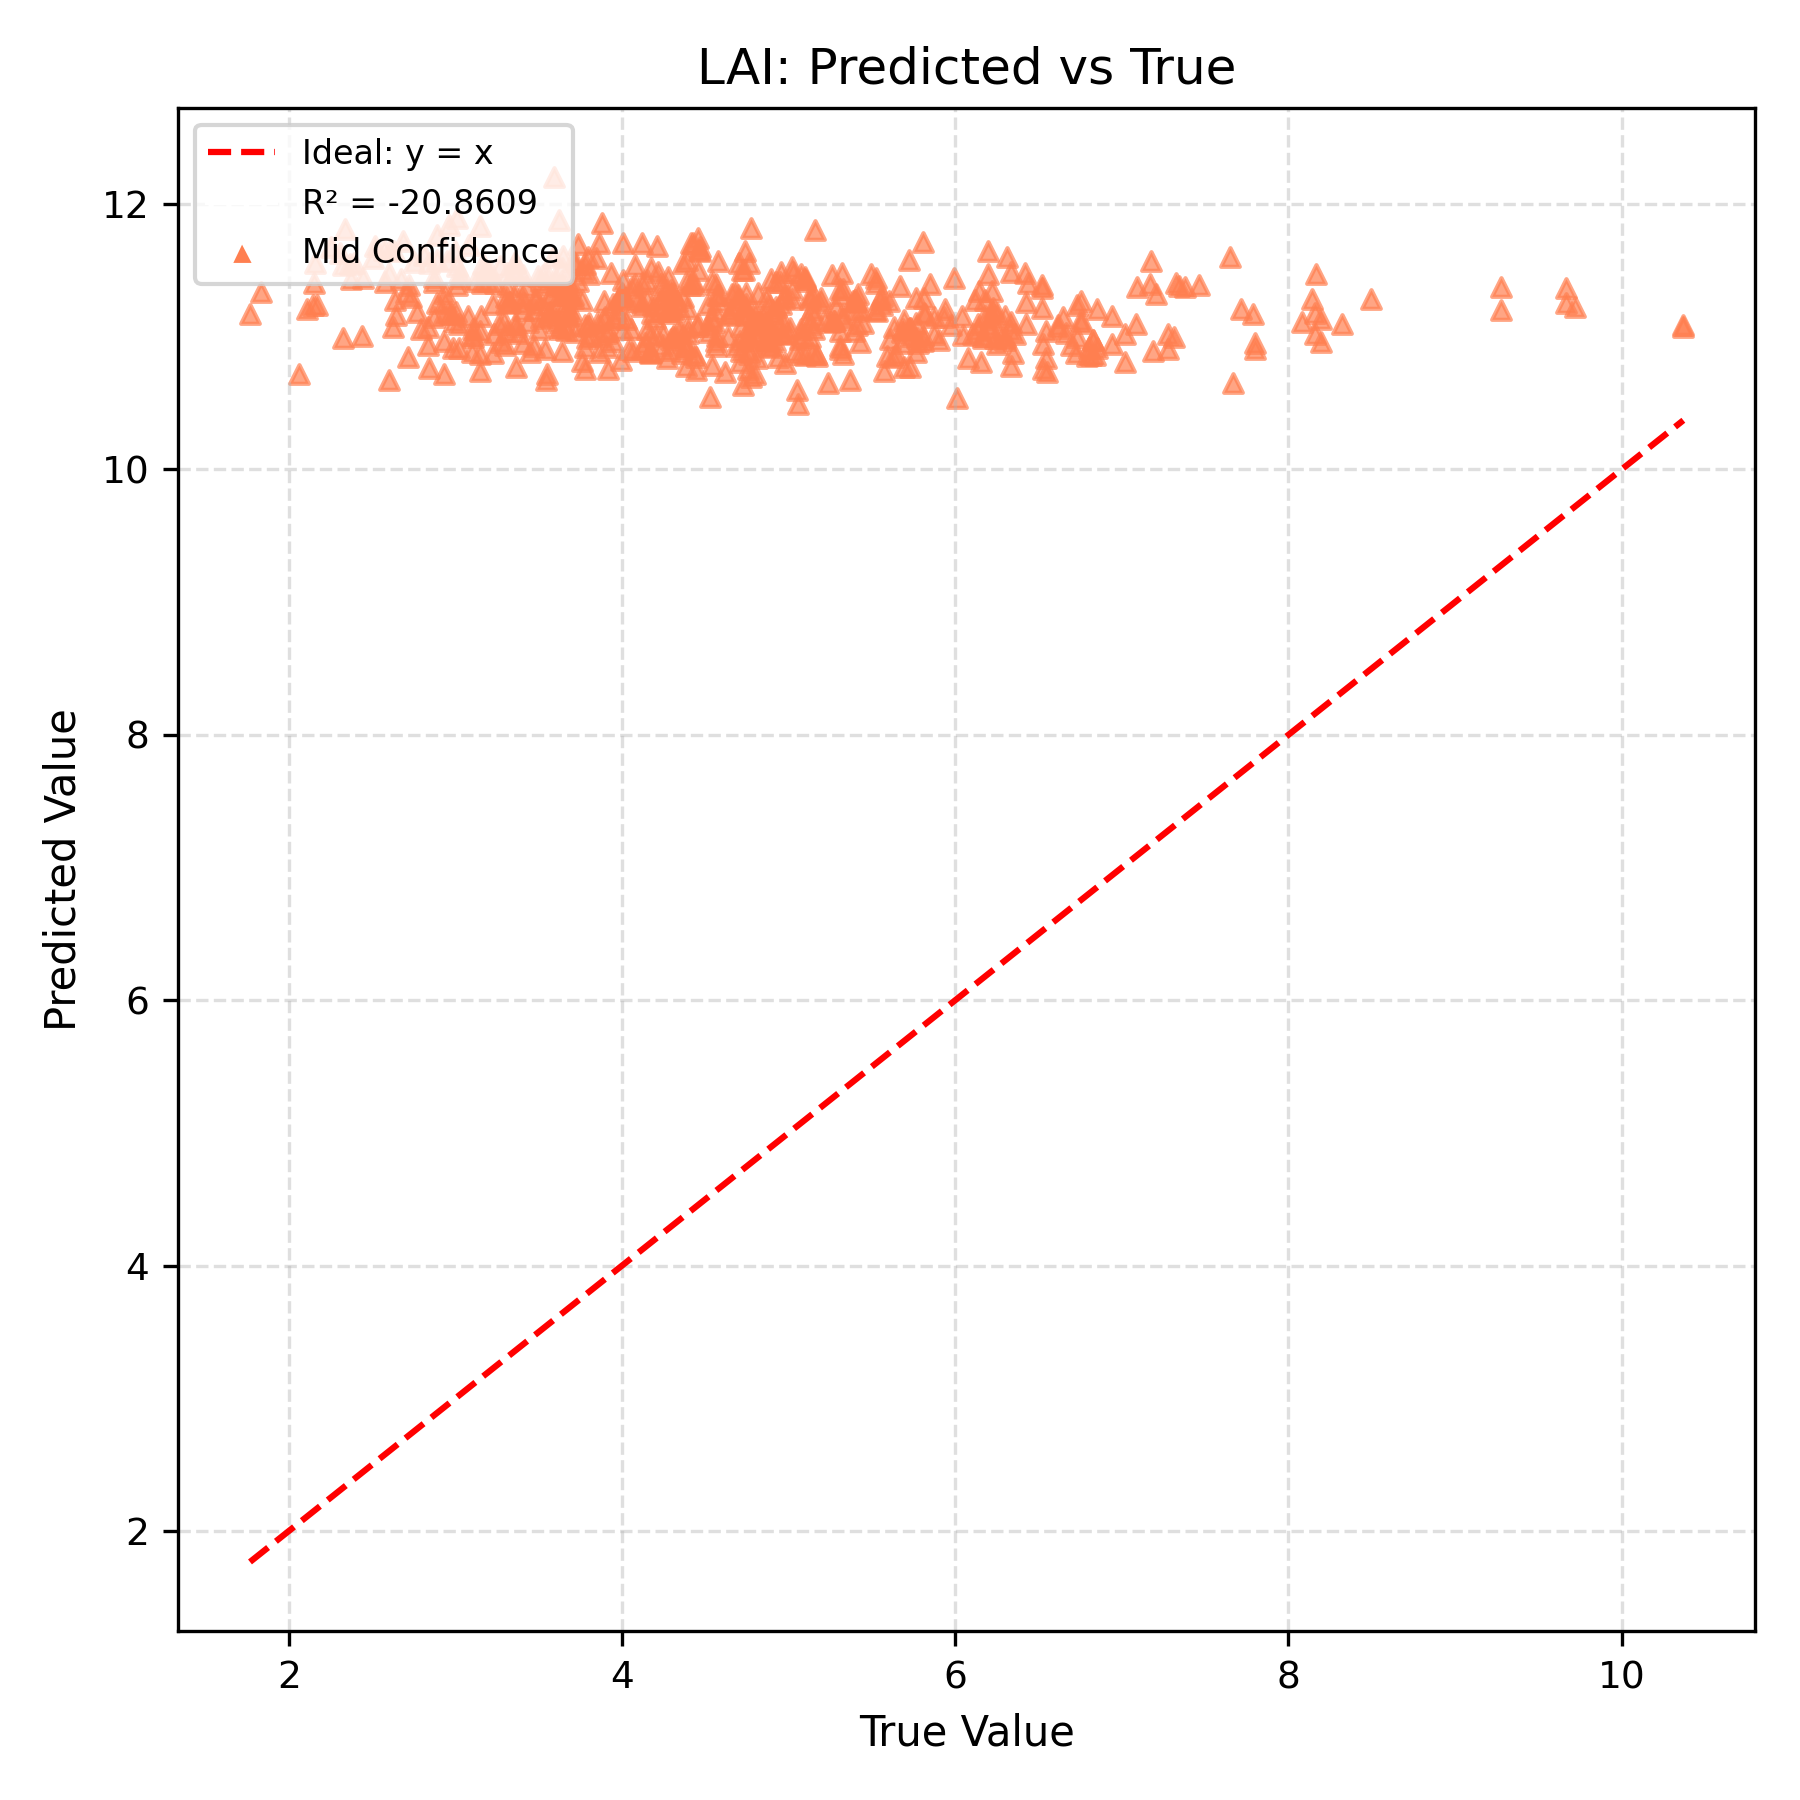 LAI: Predicted vs True
Ideal: y = x
R² = -20.8609
Mid Confidence
12
10
8
6
4
2
Predicted Value
2 4 6 8 10
True Value